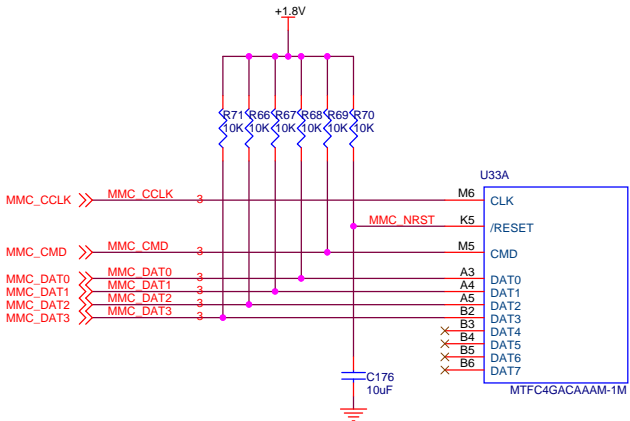 +1.8V
R71 R66 R67 R68 R69 R70
10K 10K 10K 10K 10K 10K
U33A
MMC_CCLK MMC_CCLK 3 M6 CLK
MMC_NRST K5 /RESET
MMC_CMD MMC_CMD 3 M5 CMD
MMC_DAT0 MMC_DAT0 3 A3 DAT0
MMC_DAT1 MMC_DAT1 3 A4 DAT1
MMC_DAT2 MMC_DAT2 3 A5 DAT2
MMC_DAT3 MMC_DAT3 3 B2 DAT3
B3 DAT4
B4 DAT5
B5 DAT6
B6 DAT7
C176
10uF
MTFC4GACAAAM-1M